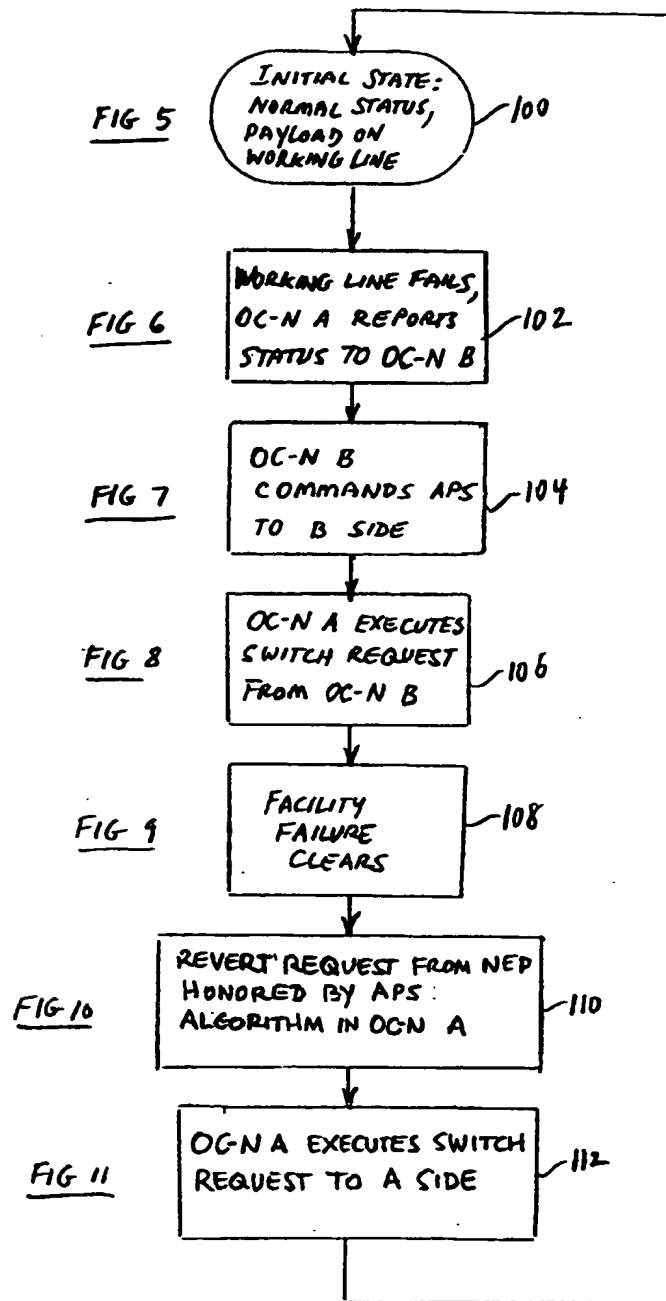 FIG 5
INITIAL STATE:
NORMAL STATUS,
PAYLOAD ON
WORKING LINE
100
FIG 6
WORKING LINE FAILS,
OC-N A REPORTS
STATUS TO OC-N B
102
FIG 7
OC-N B
COMMANDS APS
TO B SIDE
104
FIG 8
OC-N A EXECUTES
SWITCH REQUEST
FROM OC-N B
106
FIG 9
FACILITY
FAILURE
CLEARS
108
FIG 10
REVERT REQUEST FROM NEP
HONORED BY APS:
ALGORITHM IN OC-N A
110
FIG 11
OC-N A EXECUTES SWITCH
REQUEST TO A SIDE
112